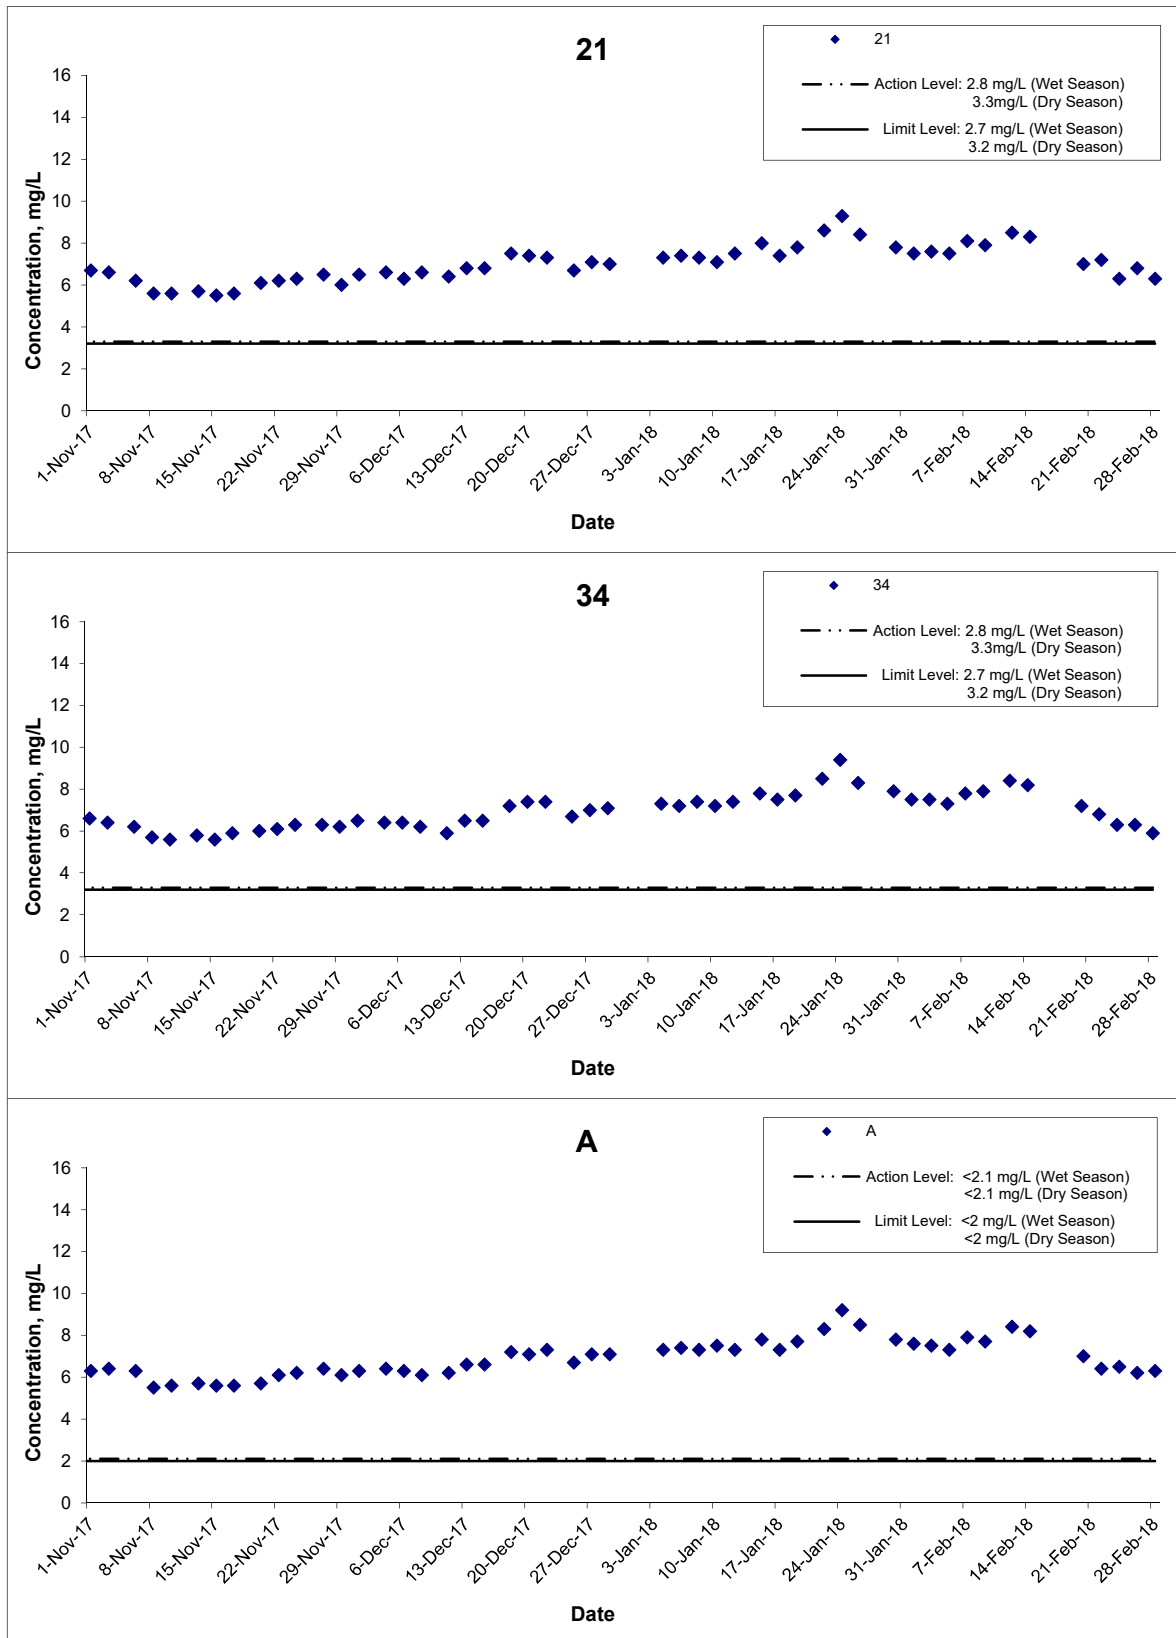 21
21
Action Level: 2.8 mg/L (Wet Season)
3.3mg/L (Dry Season)
Limit Level: 2.7 mg/L (Wet Season)
3.2 mg/L (Dry Season)
Concentration, mg/L
16
14
12
10
8
6
4
2
0
1-Nov-17
8-Nov-17
15-Nov-17
22-Nov-17
29-Nov-17
6-Dec-17
13-Dec-17
20-Dec-17
27-Dec-17
3-Jan-18
10-Jan-18
17-Jan-18
24-Jan-18
31-Jan-18
7-Feb-18
14-Feb-18
21-Feb-18
28-Feb-18
Date
34
34
Action Level: 2.8 mg/L (Wet Season)
3.3mg/L (Dry Season)
Limit Level: 2.7 mg/L (Wet Season)
3.2 mg/L (Dry Season)
Concentration, mg/L
16
14
12
10
8
6
4
2
0
1-Nov-17
8-Nov-17
15-Nov-17
22-Nov-17
29-Nov-17
6-Dec-17
13-Dec-17
20-Dec-17
27-Dec-17
3-Jan-18
10-Jan-18
17-Jan-18
24-Jan-18
31-Jan-18
7-Feb-18
14-Feb-18
21-Feb-18
28-Feb-18
Date
A
A
Action Level: <2.1 mg/L (Wet Season)
<2.1 mg/L (Dry Season)
Limit Level: <2 mg/L (Wet Season)
<2 mg/L (Dry Season)
Concentration, mg/L
16
14
12
10
8
6
4
2
0
1-Nov-17
8-Nov-17
15-Nov-17
22-Nov-17
29-Nov-17
6-Dec-17
13-Dec-17
20-Dec-17
27-Dec-17
3-Jan-18
10-Jan-18
17-Jan-18
24-Jan-18
31-Jan-18
7-Feb-18
14-Feb-18
21-Feb-18
28-Feb-18
Date